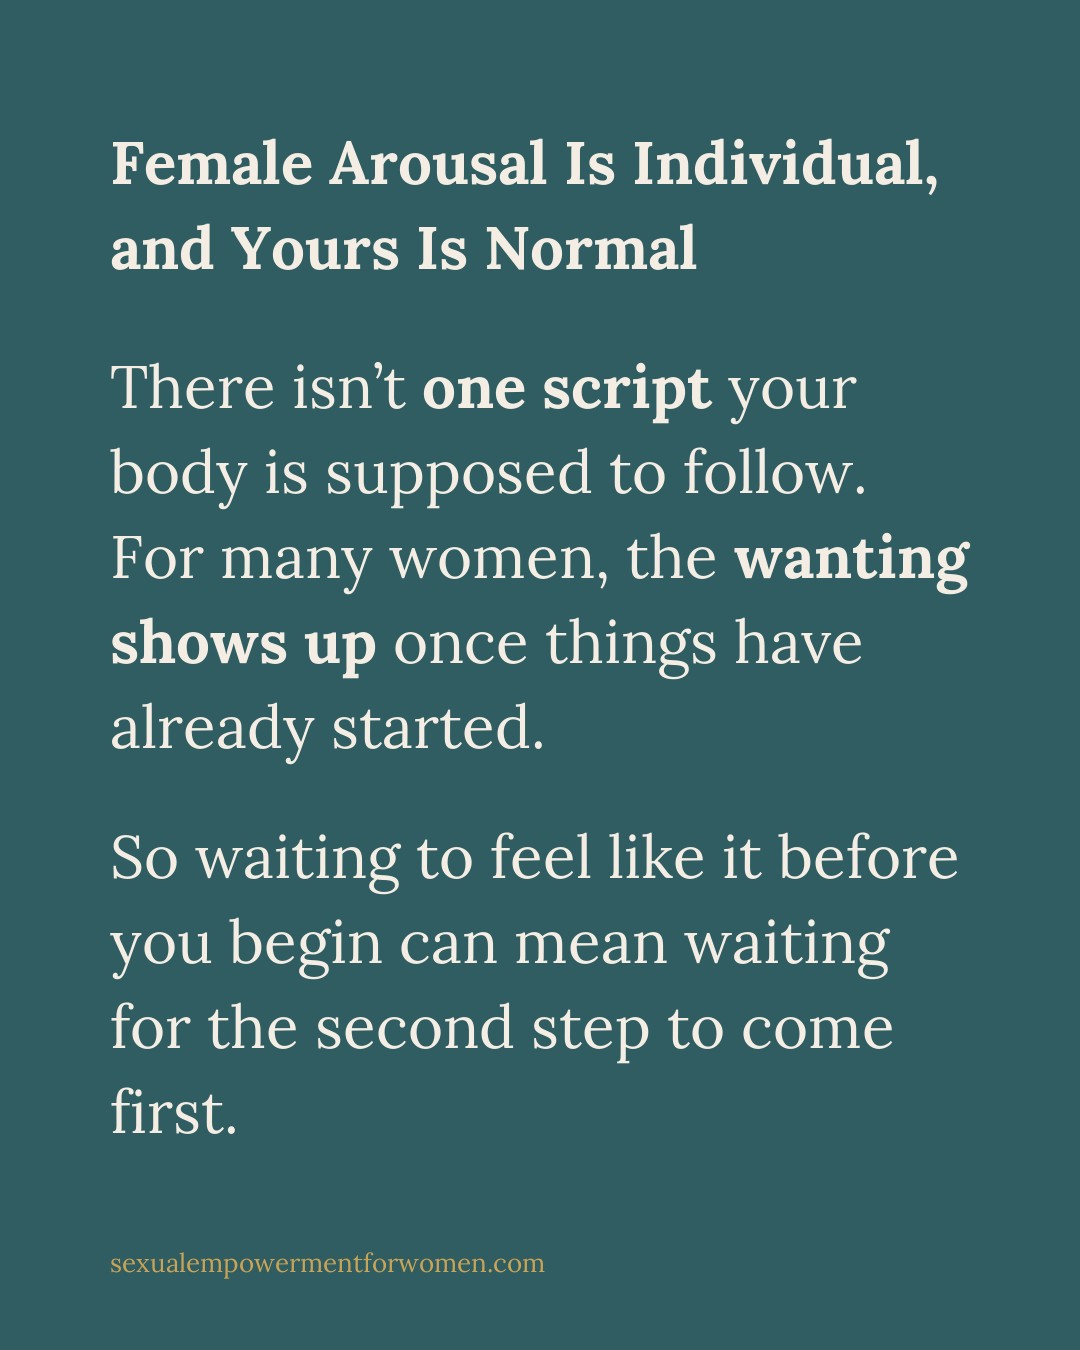 Female Arousal Is Individual,
and Yours Is Normal
There isn’t one script your
body is supposed to follow.
For many women, the wanting
shows up once things have
already started.
So waiting to feel like it before
you begin can mean waiting
for the second step to come
first.
sexualempowermentforwomen.com